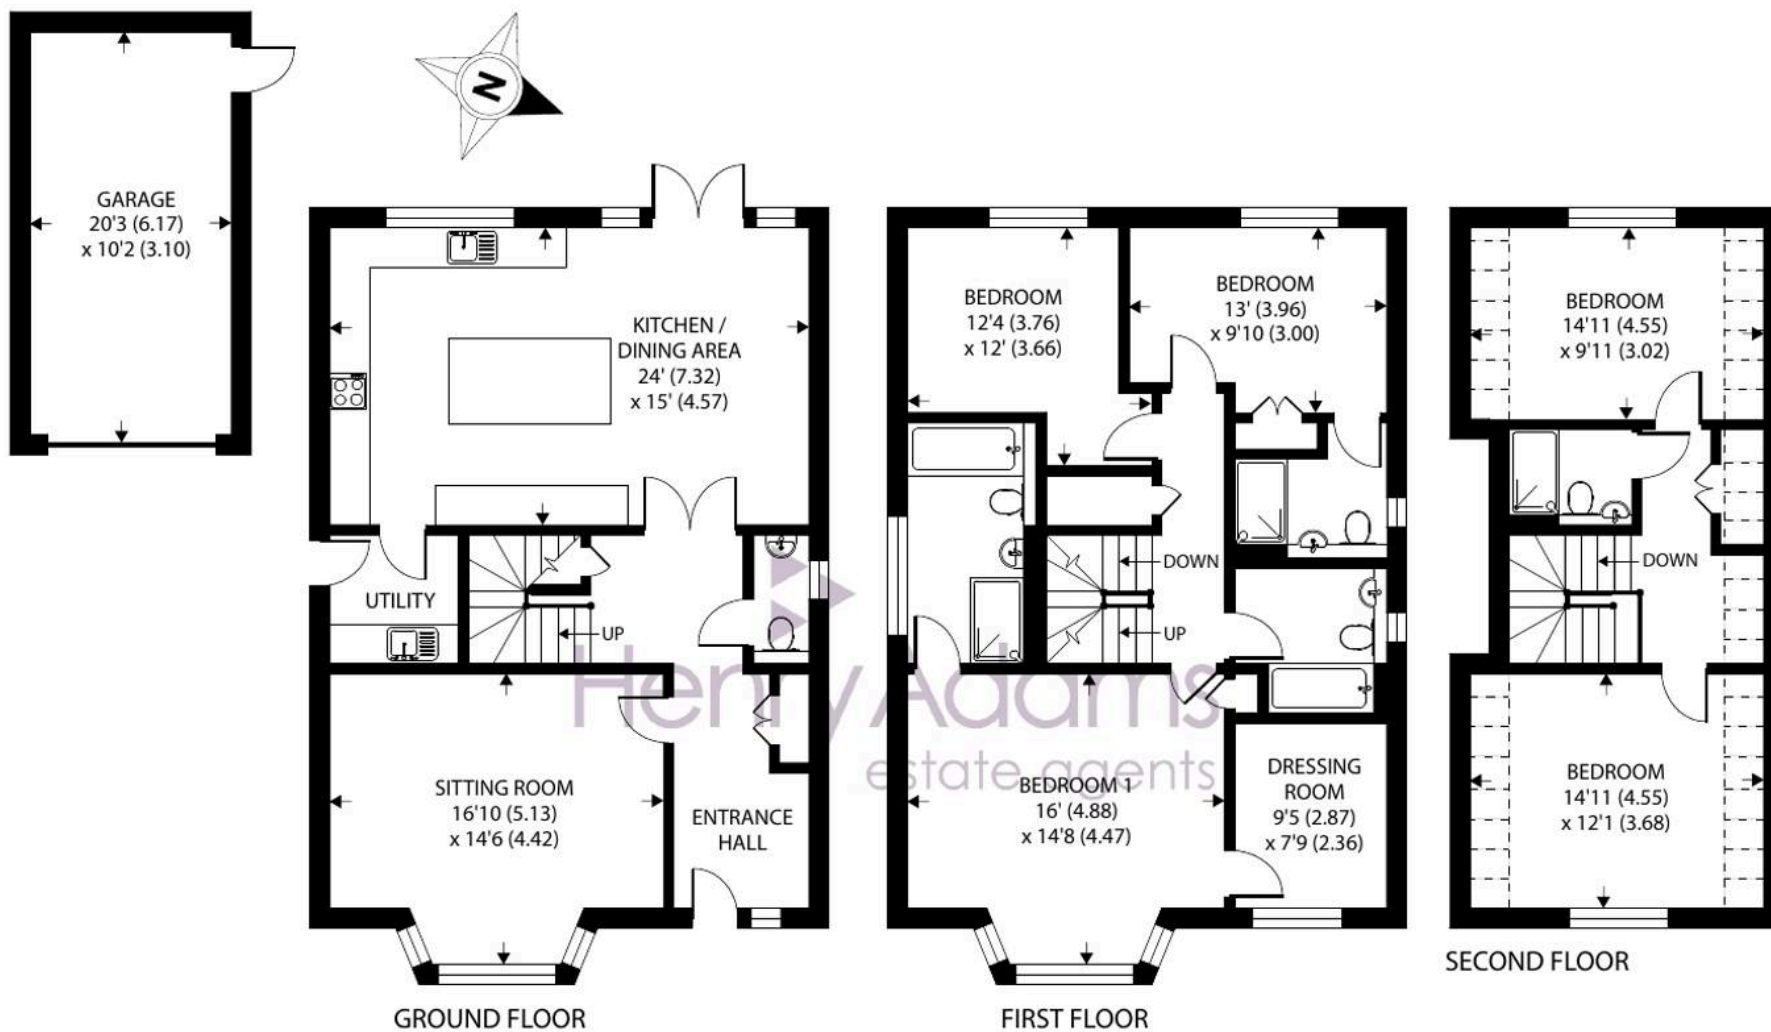 N
GARAGE
20'3 (6.17)
x 10'2 (3.10)
KITCHEN /
DINING AREA
24' (7.32)
x 15' (4.57)
UTILITY
UP
SITTING ROOM
16'10 (5.13)
x 14'6 (4.42)
ENTRANCE
HALL
GROUND FLOOR
BEDROOM
12'4 (3.76)
x 12' (3.66)
BEDROOM
13' (3.96)
x 9'10 (3.00)
DOWN
UP
Henry Adams
estate agents
BEDROOM 1
16' (4.88)
x 14'8 (4.47)
DRESSING
ROOM
9'5 (2.87)
x 7'9 (2.36)
FIRST FLOOR
BEDROOM
14'11 (4.55)
x 9'11 (3.02)
DOWN
BEDROOM
14'11 (4.55)
x 12'1 (3.68)
SECOND FLOOR